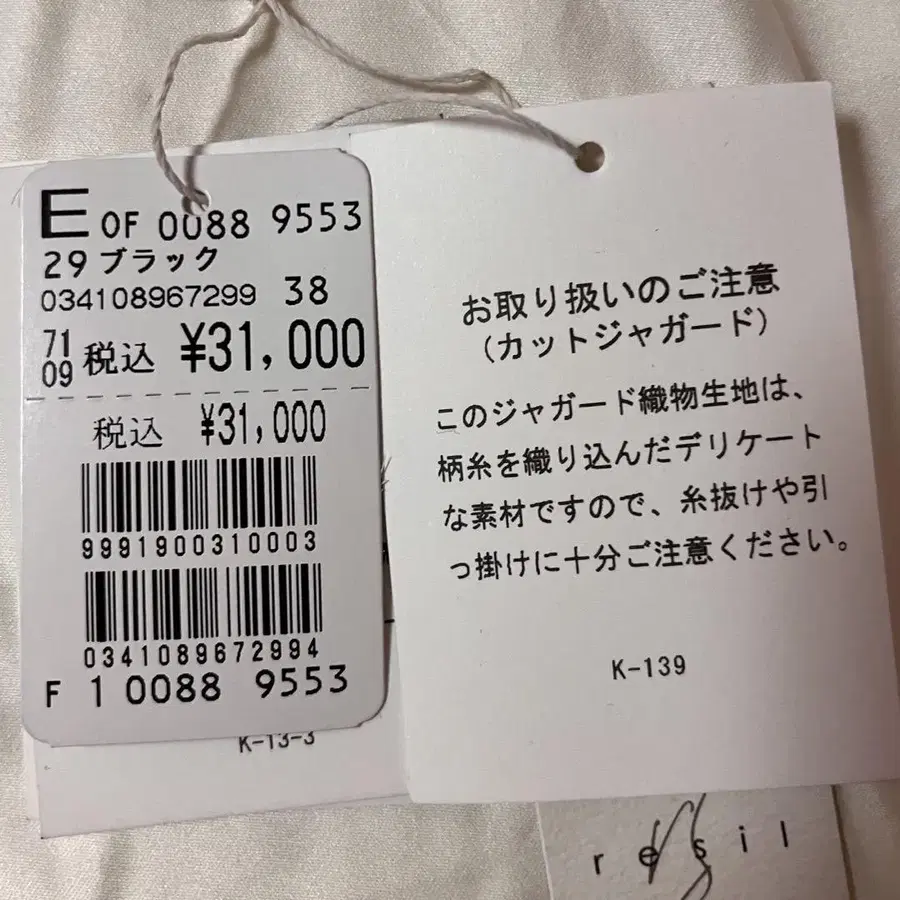 E OF 0088 9553
29 ブラック
034108967299 38
7109 税込 ¥31,000
税込 ¥31,000
9991900310003
0341089672994
F 1 0088 9553
K-13-3
お取り扱いのご注意
(カットジャガード)
このジャガード織物生地は、
柄糸を織り込んだデリケート
な素材ですので、糸抜けや引
っ掛けに十分ご注意ください。
K-139
resil